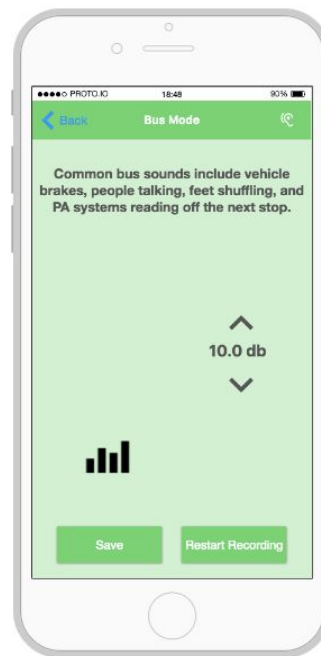 PROTO.IO 18:48 90%
Back Bus Mode
Common bus sounds include vehicle
brakes, people talking, feet shuffling, and
PA systems reading off the next stop.
10.0 db
Save Restart Recording